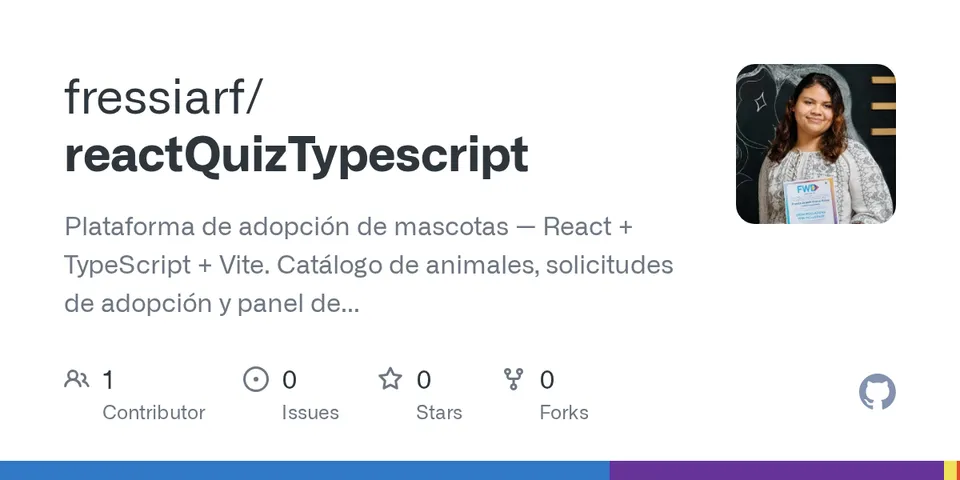 fressiarf/
reactQuizTypescript
Plataforma de adopción de mascotas — React +
TypeScript + Vite. Catálogo de animales, solicitudes
de adopción y panel de...
1
Contributor
0
Issues
0
Stars
0
Forks
FWD